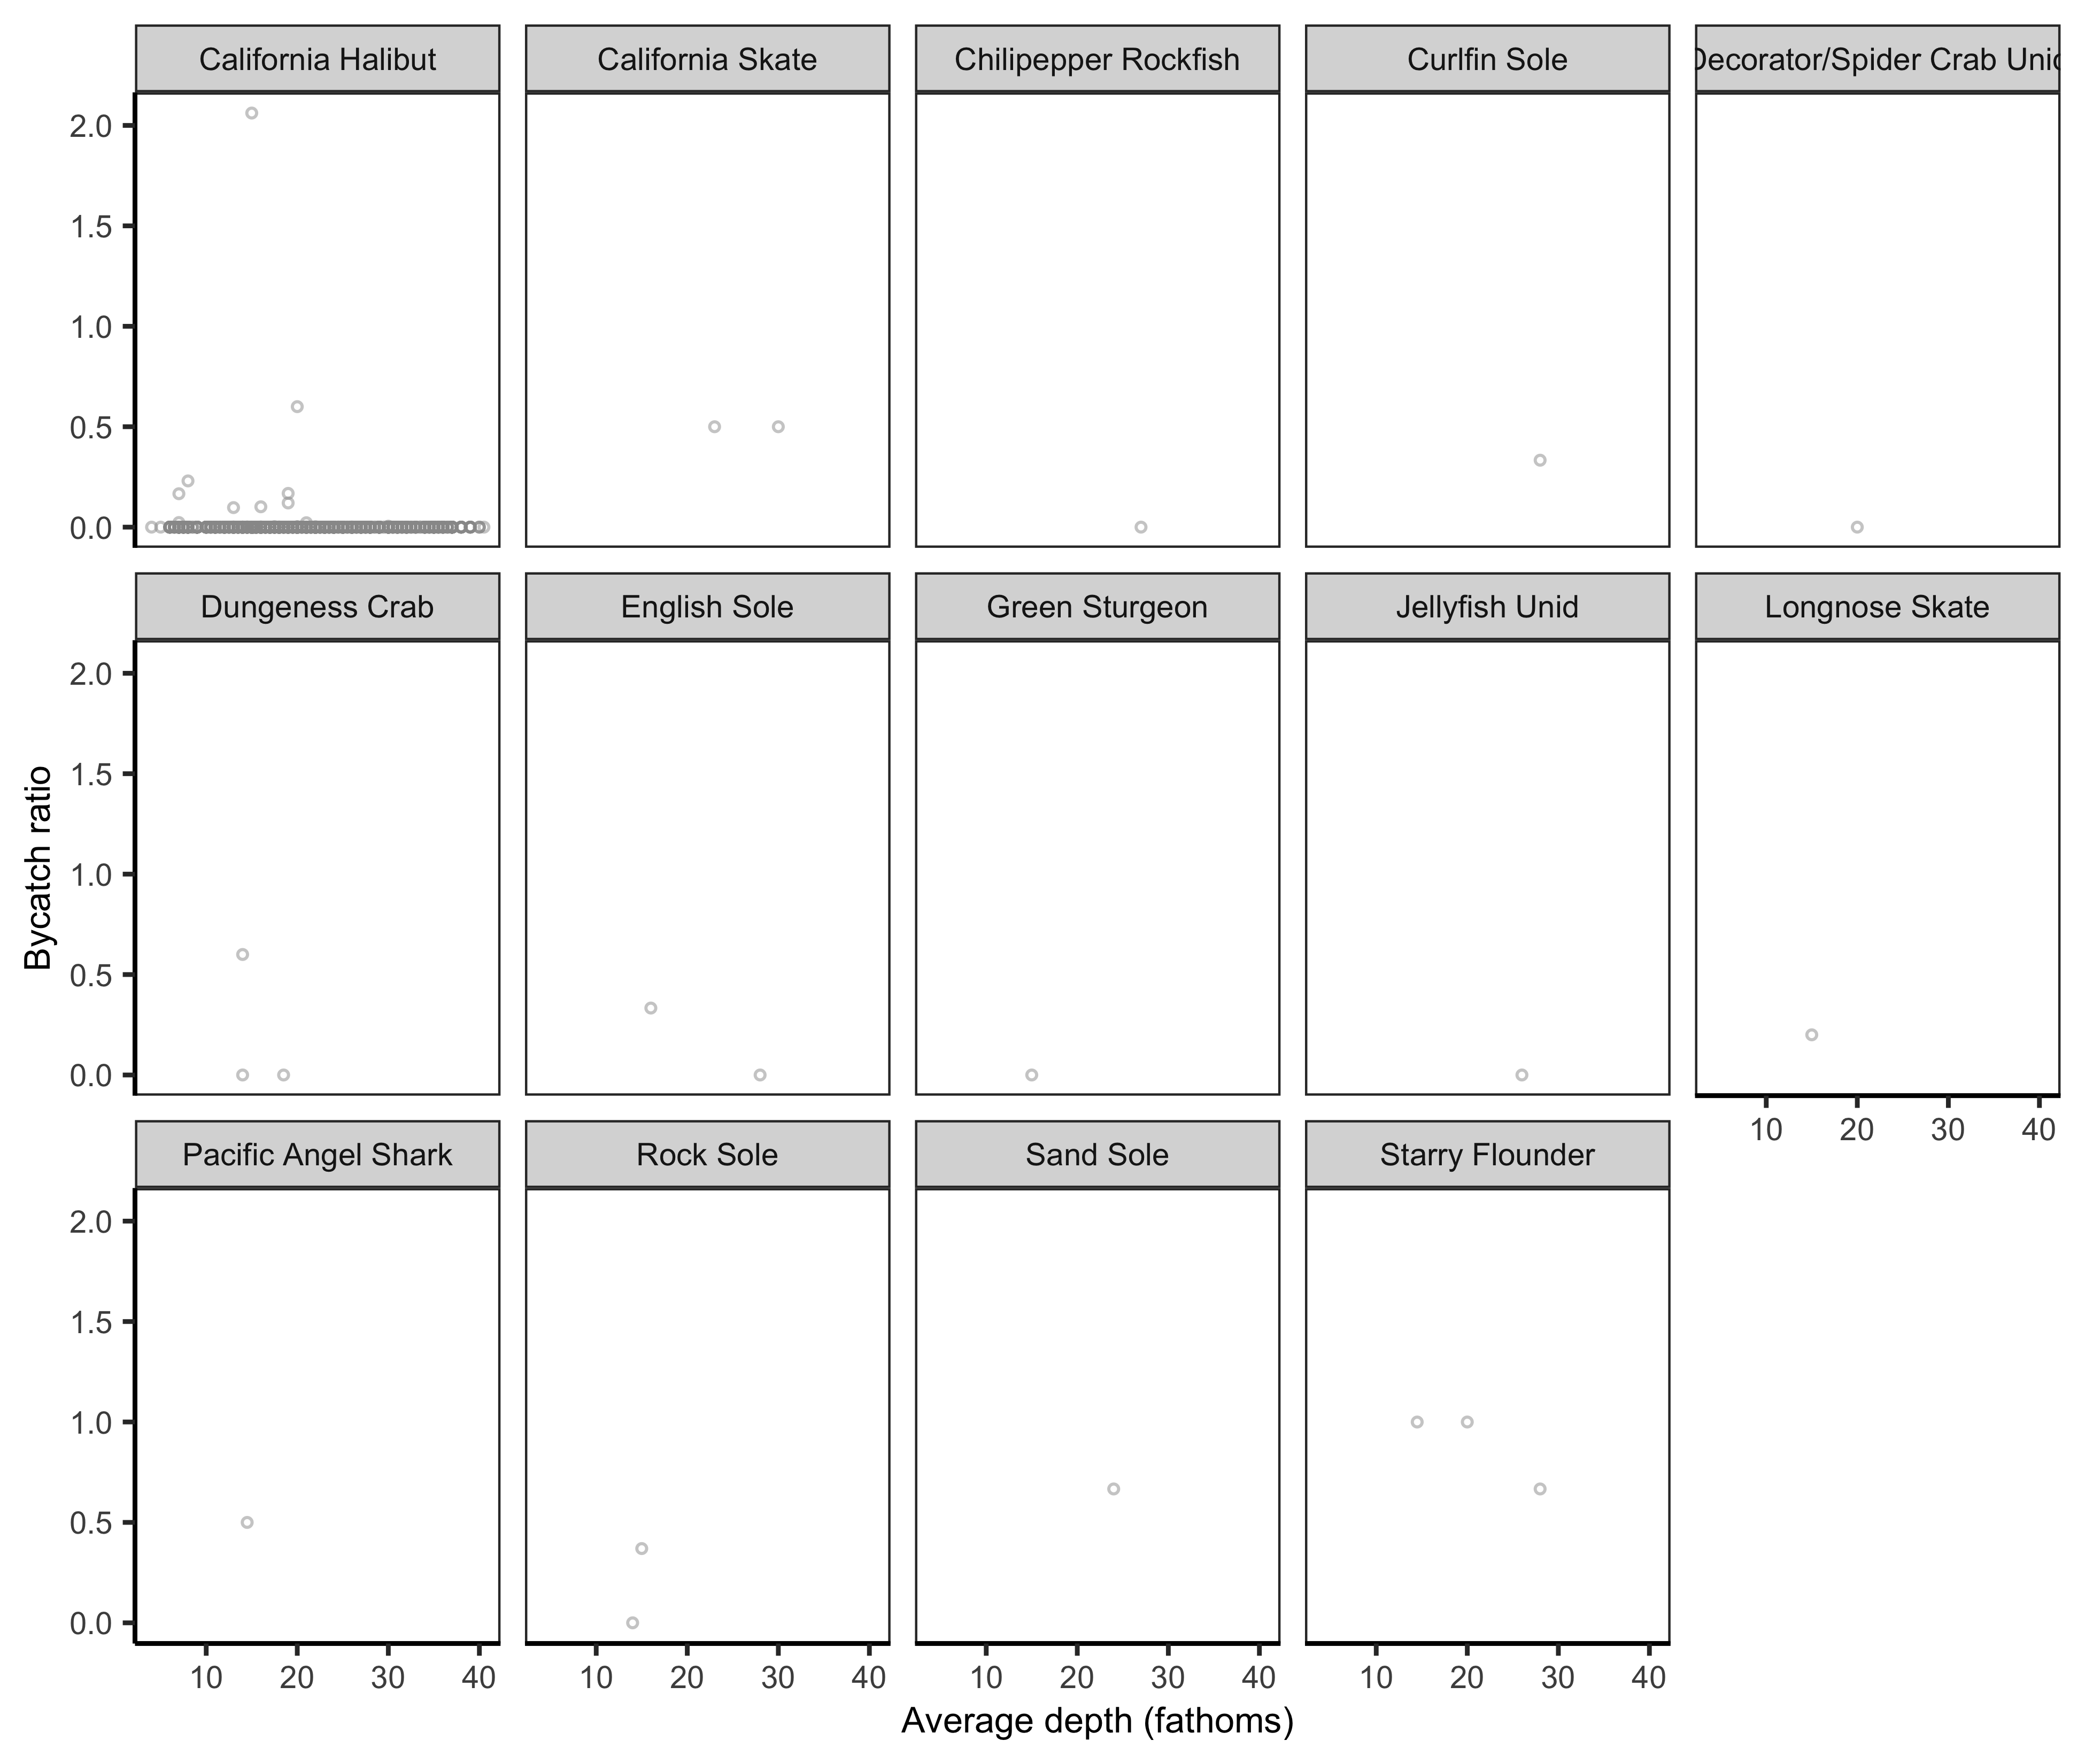 California Halibut
California Skate
Chilipepper Rockfish
Curlfin Sole
Decorator/Spider Crab Unid
2.0
1.5
1.0
0.5
0.0
Dungeness Crab
English Sole
Green Sturgeon
Jellyfish Unid
Longnose Skate
2.0
1.5
1.0
0.5
0.0
10 20 30 40
Pacific Angel Shark
Rock Sole
Sand Sole
Starry Flounder
2.0
1.5
1.0
0.5
0.0
10 20 30 40
10 20 30 40
10 20 30 40
10 20 30 40
Bycatch ratio
Average depth (fathoms)